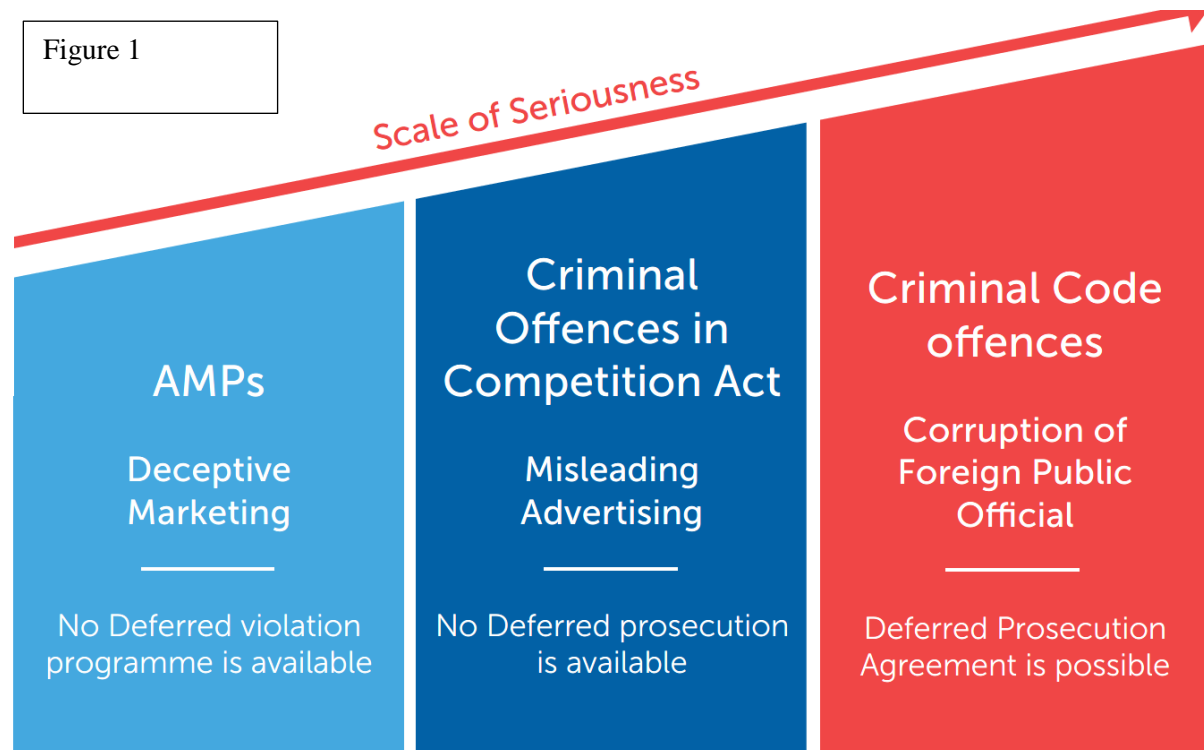 Figure 1
Scale of Seriousness
AMPs
Deceptive
Marketing
No Deferred violation
programme is available
Criminal
Offences in
Competition Act
Misleading
Advertising
No Deferred prosecution
is available
Criminal Code
offences
Corruption of
Foreign Public
Official
Deferred Prosecution
Agreement is possible